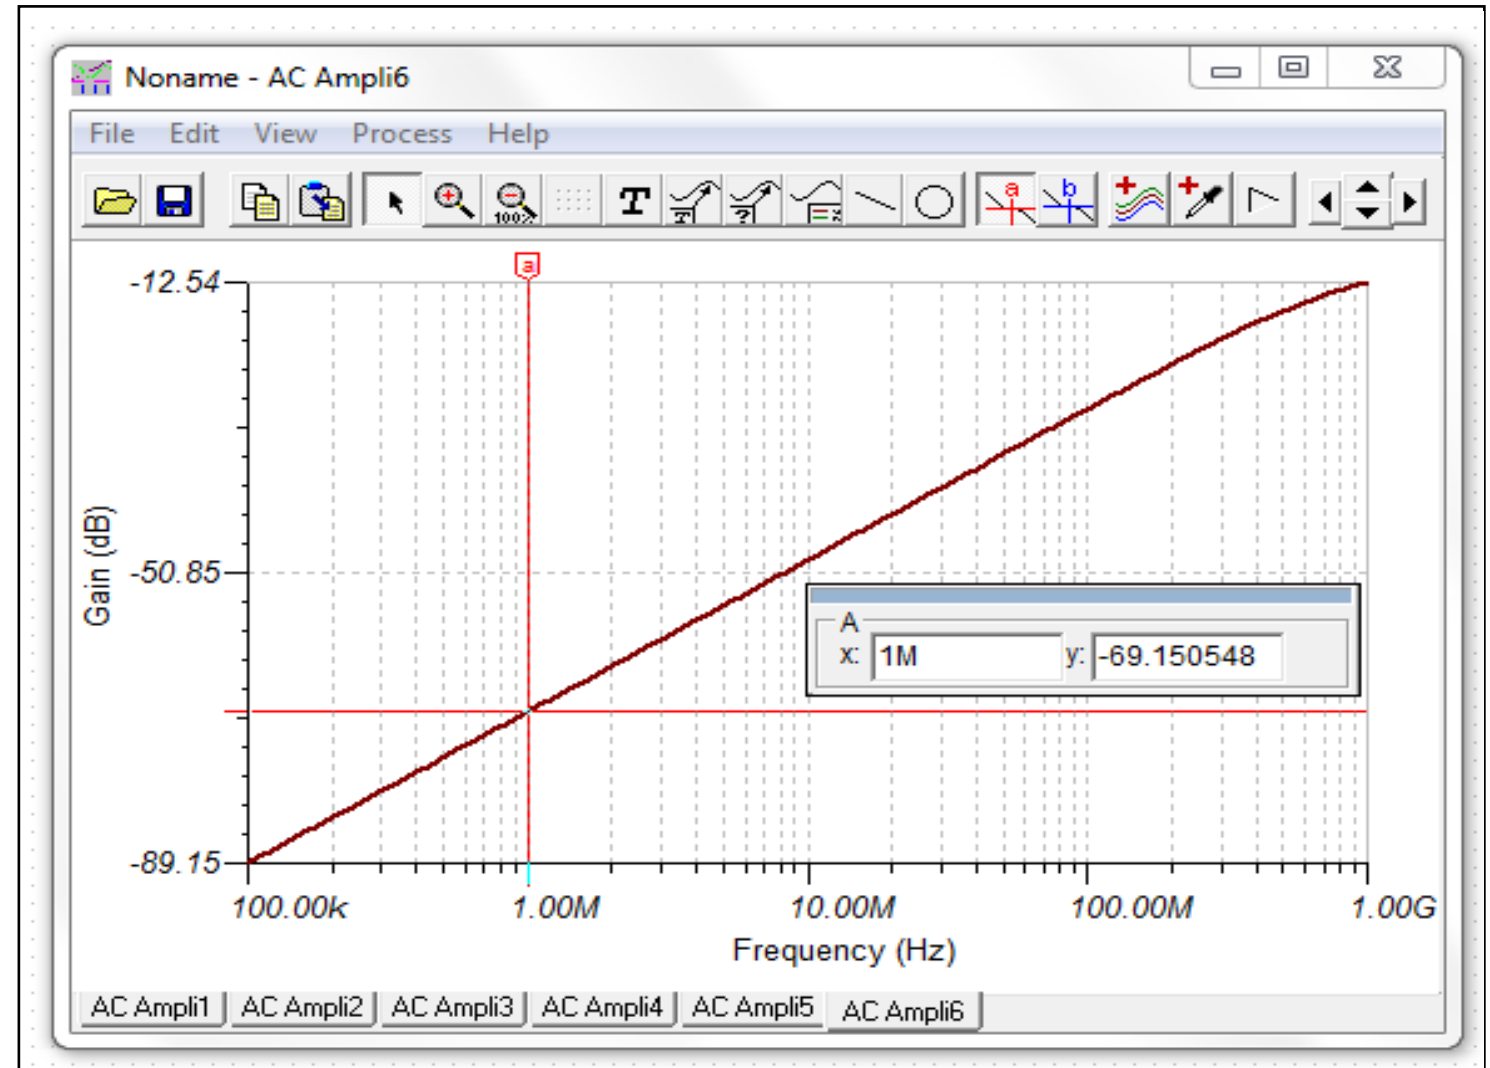 Noname - AC Ampli6
File Edit View Process Help
100% T T ? a b
a
-12.54
-50.85
-89.15
Gain (dB)
A
x: 1M y: -69.150548
100.00k 1.00M 10.00M 100.00M 1.00G
Frequency (Hz)
AC Ampli1 AC Ampli2 AC Ampli3 AC Ampli4 AC Ampli5 AC Ampli6